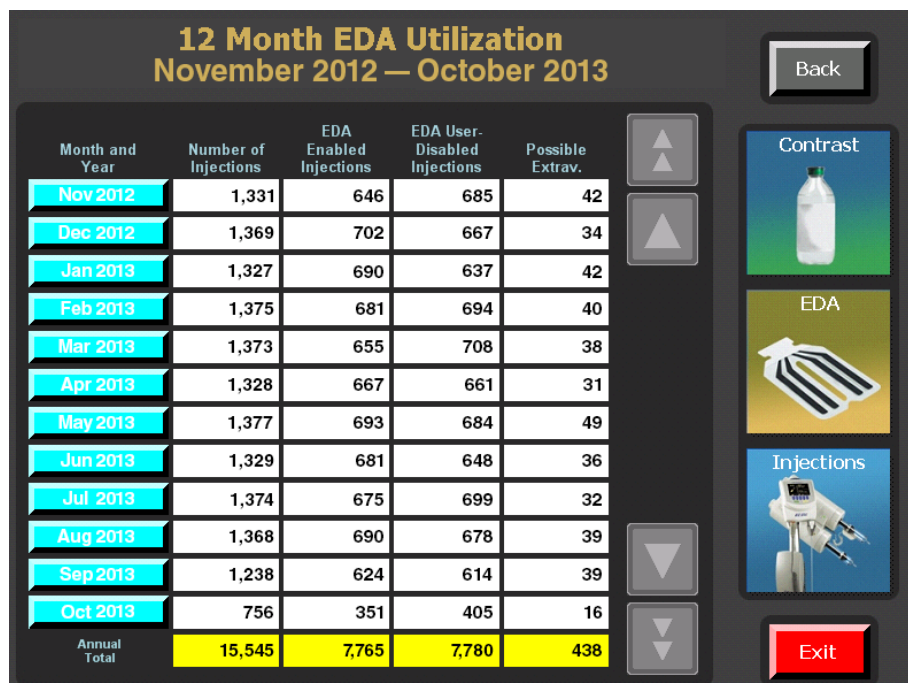 12 Month EDA Utilization
November 2012 — October 2013
Back
Month and Year Number of Injections EDA Enabled Injections EDA User-Disabled Injections Possible Extrav.
Nov 2012 1,331 646 685 42
Dec 2012 1,369 702 667 34
Jan 2013 1,327 690 637 42
Feb 2013 1,375 681 694 40
Mar 2013 1,373 655 708 38
Apr 2013 1,328 667 661 31
May 2013 1,377 693 684 49
Jun 2013 1,329 681 648 36
Jul 2013 1,374 675 699 32
Aug 2013 1,368 690 678 39
Sep 2013 1,238 624 614 39
Oct 2013 756 351 405 16
Annual Total 15,545 7,765 7,780 438
Contrast
EDA
Injections
Exit